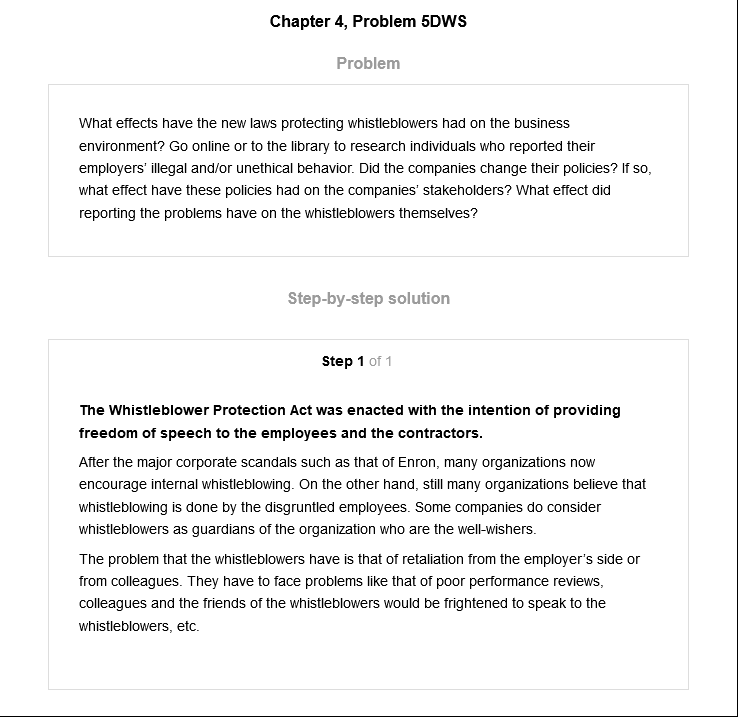 Chapter 4, Problem 5DWS
Problem
What effects have the new laws protecting whistleblowers had on the business
environment? Go online or to the library to research individuals who reported their
employers’ illegal and/or unethical behavior. Did the companies change their policies? If so,
what effect have these policies had on the companies’ stakeholders? What effect did
reporting the problems have on the whistleblowers themselves?
Step-by-step solution
Step 1 of 1
The Whistleblower Protection Act was enacted with the intention of providing
freedom of speech to the employees and the contractors.
After the major corporate scandals such as that of Enron, many organizations now
encourage internal whistleblowing. On the other hand, still many organizations believe that
whistleblowing is done by the disgruntled employees. Some companies do consider
whistleblowers as guardians of the organization who are the well-wishers.
The problem that the whistleblowers have is that of retaliation from the employer’s side or
from colleagues. They have to face problems like that of poor performance reviews,
colleagues and the friends of the whistleblowers would be frightened to speak to the
whistleblowers, etc.